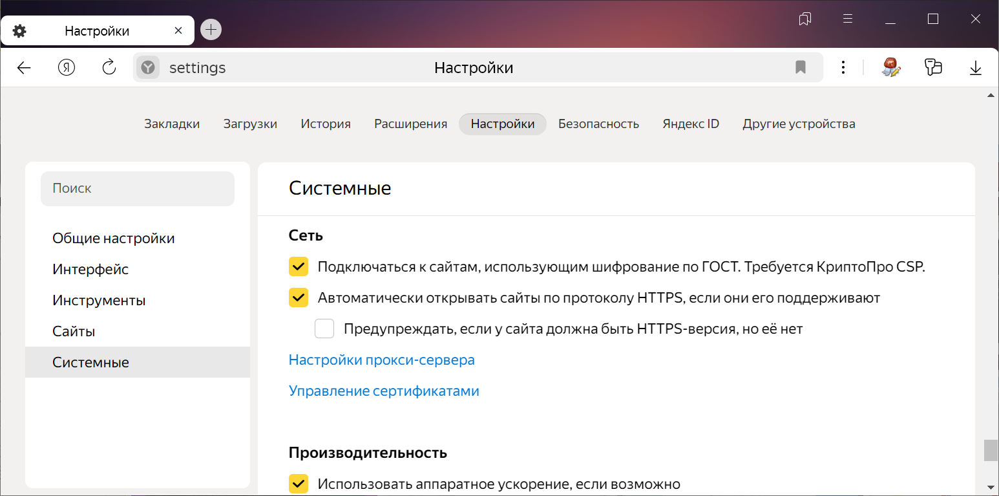 Настройки
settings
Настройки
Закладки Загрузки История Расширения Настройки Безопасность Яндекс ID Другие устройства
Поиск
Общие настройки
Интерфейс
Инструменты
Сайты
Системные
Системные
Сеть
Подключаться к сайтам, использующим шифрование по ГОСТ. Требуется КриптоПро CSP.
Автоматически открывать сайты по протоколу HTTPS, если они его поддерживают
Предупреждать, если у сайта должна быть HTTPS-версия, но её нет
Настройки прокси-сервера
Управление сертификатами
Производительность
Использовать аппаратное ускорение, если возможно